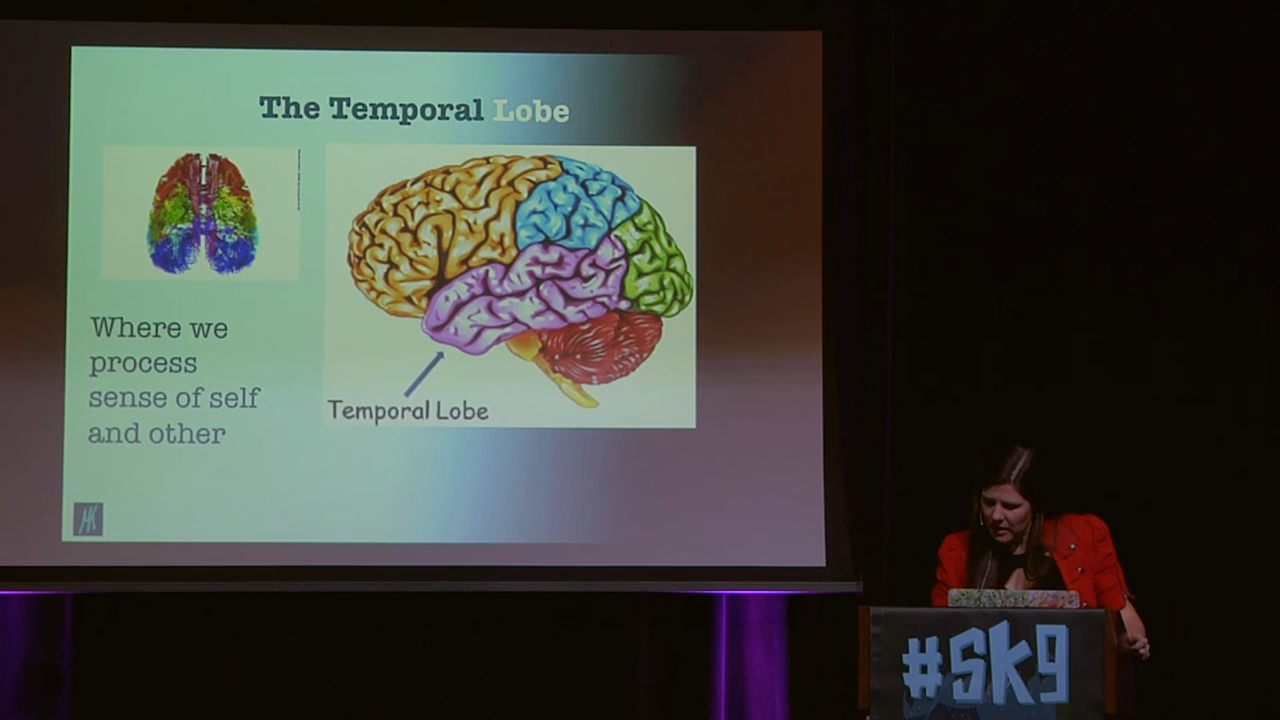 The Temporal Lobe
Where we
process
sense of self
and other
Temporal Lobe
HK
#SK9